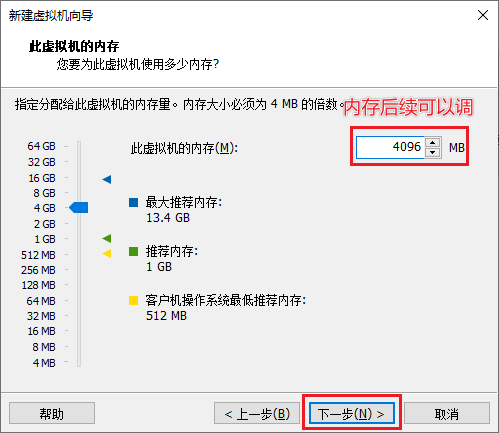 新建虚拟机向导
此虚拟机的内存
您要为此虚拟机使用多少内存?
指定分配给此虚拟机的内存量。内存大小必须为 4 MB 的倍数。
内存后续可以调
64 GB
32 GB
16 GB
8 GB
4 GB
2 GB
1 GB
512 MB
256 MB
128 MB
64 MB
32 MB
16 MB
8 MB
4 MB
此虚拟机的内存(M):
4096 MB
最大推荐内存:
13.4 GB
推荐内存:
1 GB
客户机操作系统最低推荐内存:
512 MB
帮助
< 上一步(B)
下一步(N) >
取消